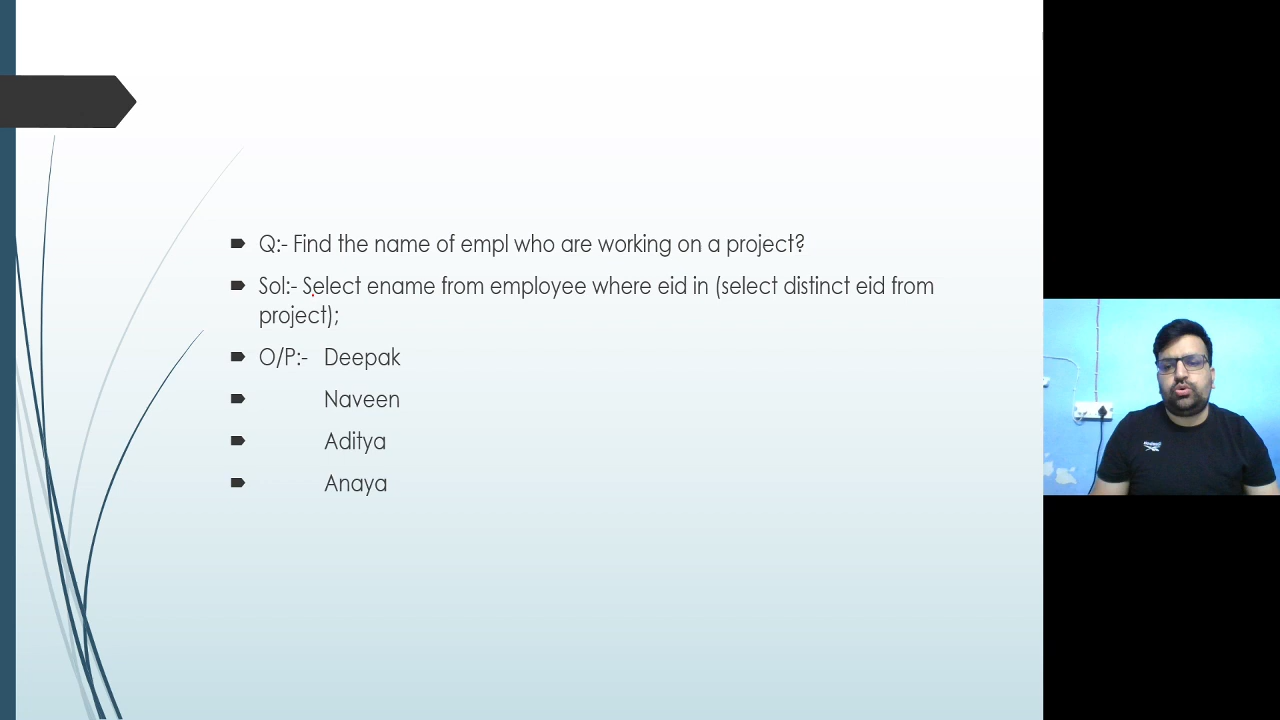 Q:- Find the name of empl who are working on a project?
Sol:- Select ename from employee where eid in (select distinct eid from
project);
O/P:- Deepak
Naveen
Aditya
Anaya